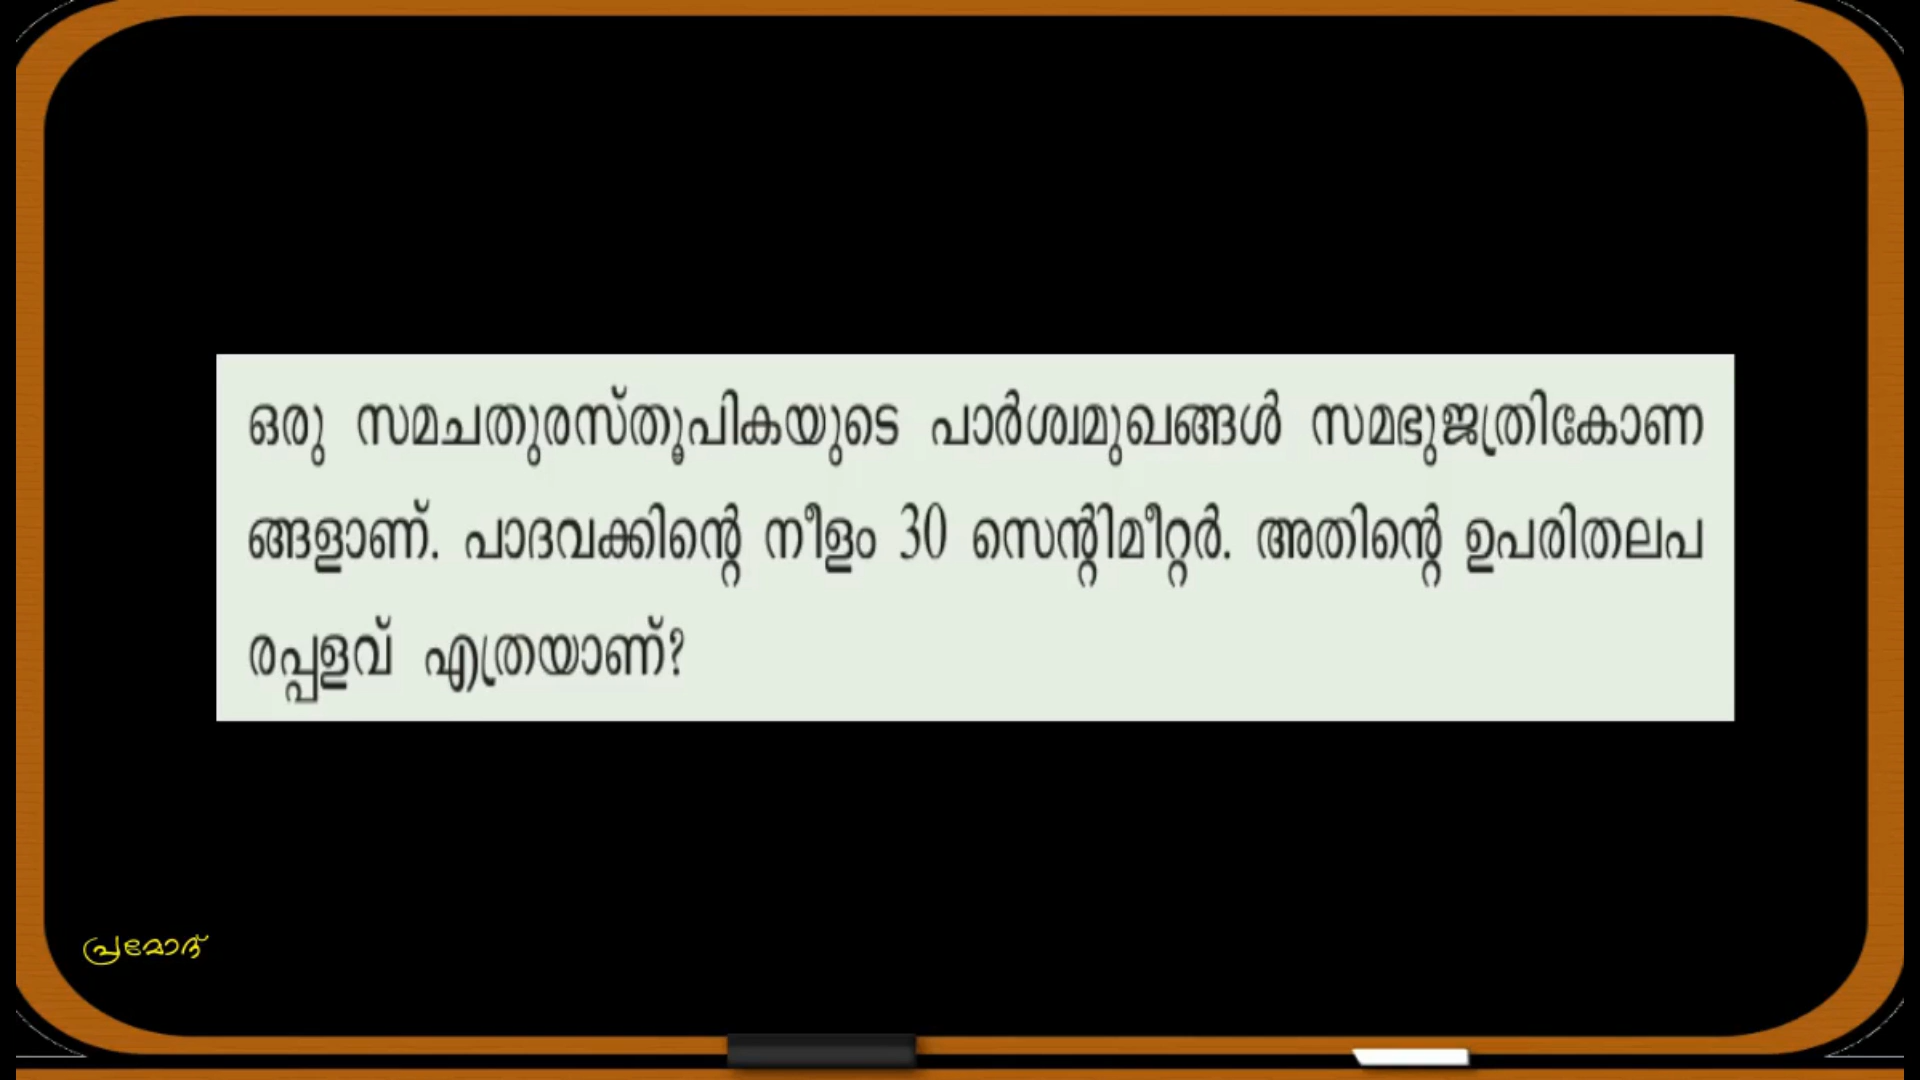 ഒരു സമചതുരസ്തൂപികയുടെ പാർശ്വമുഖങ്ങൾ സമഭുജത്രികോണ
ങ്ങളാണ്. പാദവക്കിന്റെ നീളം 30 സെന്റിമീറ്റർ. അതിന്റെ ഉപരിതലപ
രപ്പളവ് എത്രയാണ്?
പ്രമോദ്